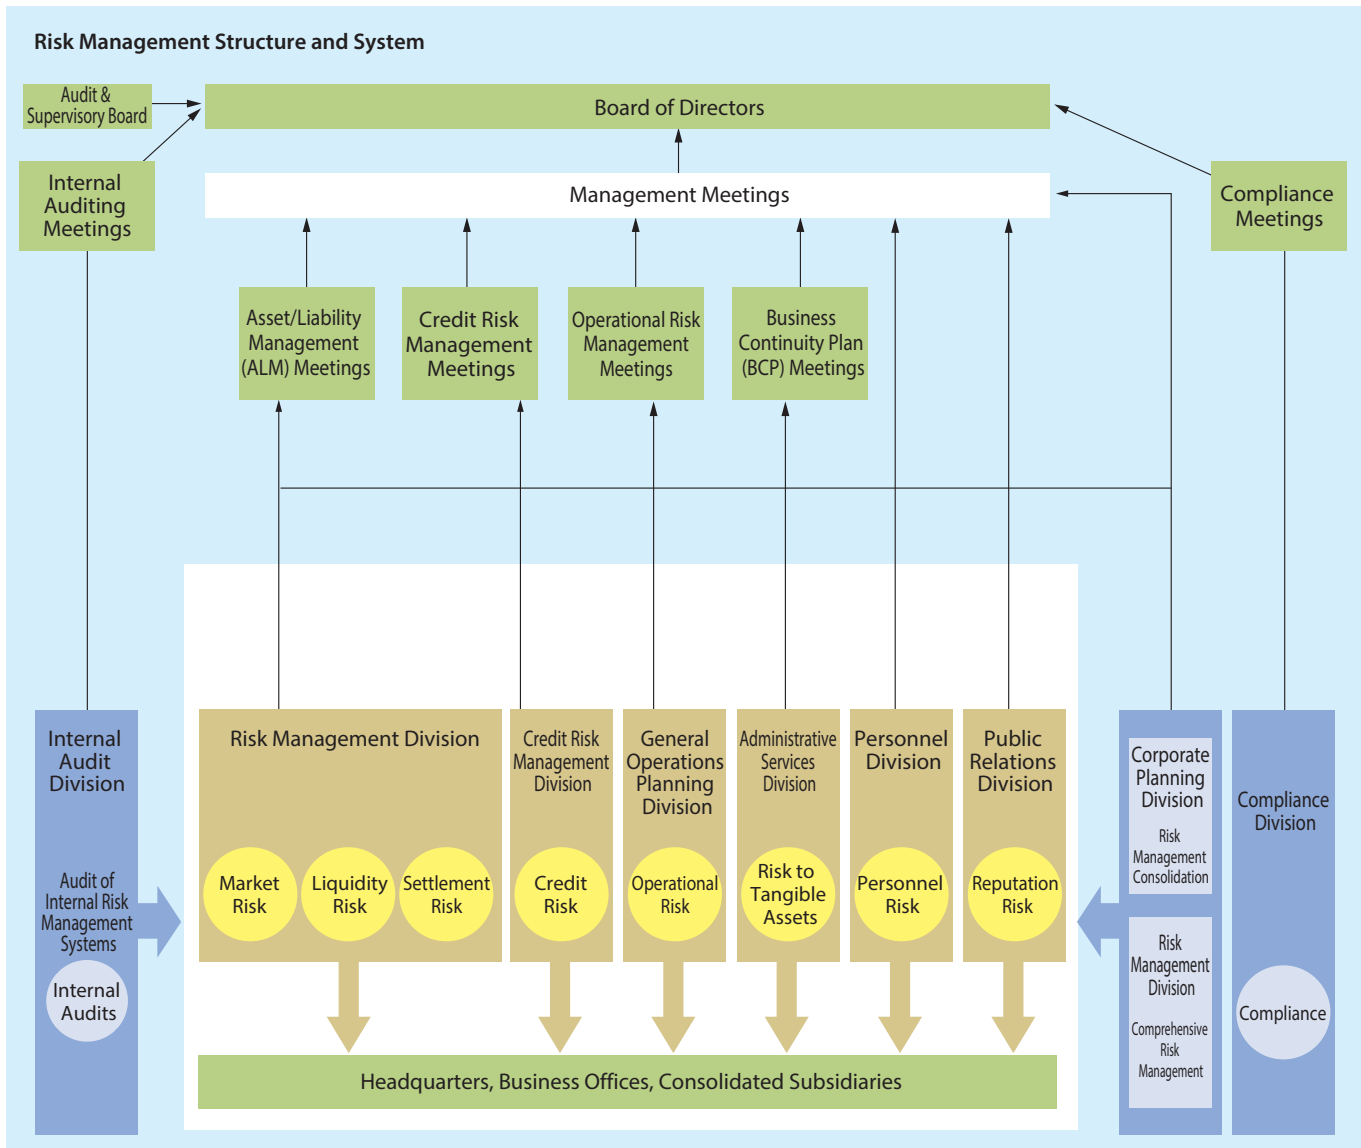 Risk Management Structure and System
Audit &
Supervisory Board
Board of Directors
Internal
Auditing
Meetings
Management Meetings
Compliance
Meetings
Asset/Liability
Management
(ALM) Meetings
Credit Risk
Management
Meetings
Operational Risk
Management
Meetings
Business
Continuity Plan
(BCP) Meetings
Internal
Audit
Division
Audit of
Internal Risk
Management
Systems
Internal
Audits
Risk Management Division
Market
Risk
Liquidity
Risk
Settlement
Risk
Credit Risk
Management
Division
Credit
Risk
General
Operations
Planning
Division
Operational
Risk
Administrative
Services
Division
Risk to
Tangible
Assets
Personnel
Division
Personnel
Risk
Public
Relations
Division
Reputation
Risk
Corporate
Planning
Division
Risk
Management
Consolidation
Risk
Management
Division
Comprehensive
Risk
Management
Compliance
Division
Compliance
Headquarters, Business Offices, Consolidated Subsidiaries